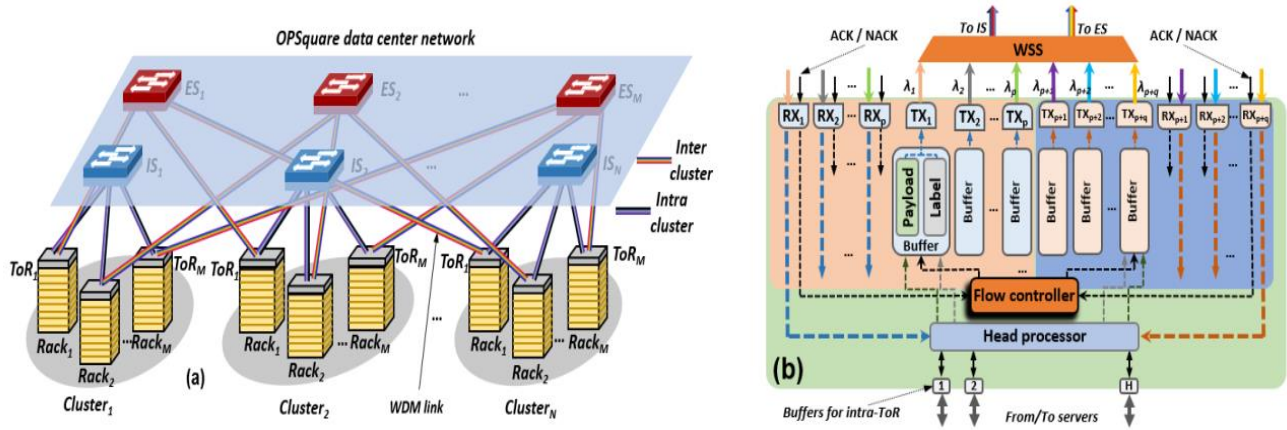 OPSquare data center network
ES1
ES2
...
ESM
IS1
IS2
...
ISN
Inter
cluster
Intra
cluster
ToR1
ToRM
ToR1
ToRM
ToR1
ToRM
...
Rack1
...RackM
Rack2
Rack1
... RackM
Rack2
Rack1
...RackM
Rack2
(a)
Cluster1
Cluster2
WDM link
ClusterN
To IS
To ES
ACK / NACK
WSS
ACK / NACK
λ1
λ2
...
λp
λp+1
λp+2
...
λp+q
RX1
RX2
...
RXp
TX1
TX2
...
TXp
TXp+1
TXp+2
...
TXp+q
RXp+1
RXp+2
...
RXp+q
Payload
Label
Buffer
Buffer
...
Buffer
Buffer
Buffer
...
Buffer
...
...
...
...
Flow controller
Head processor
(b)
1
2
H
Buffers for intra-ToR
From/To servers